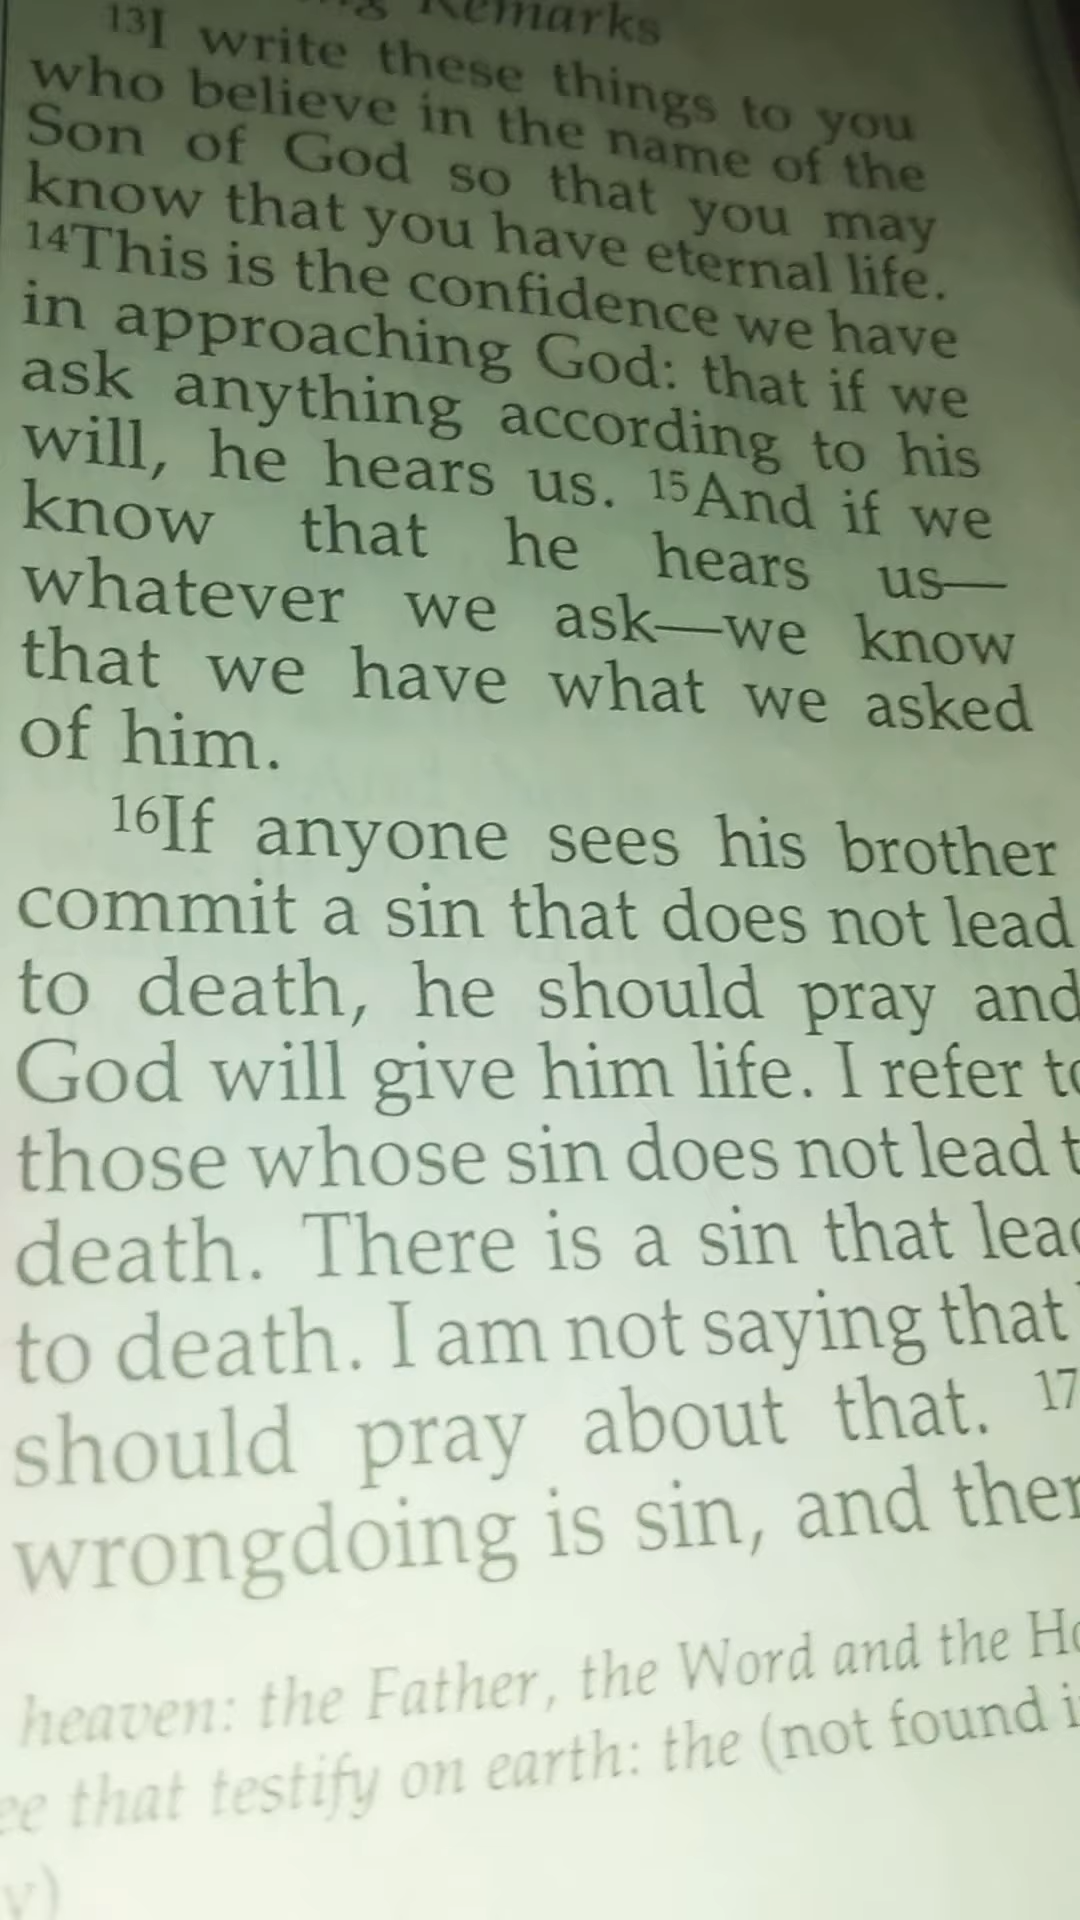 Remarks
13I write these things to you
who believe in the name of the
Son of God so that you may
know that you have eternal life.
14This is the confidence we have
in approaching God: that if we
ask anything according to his
will, he hears us. 15And if we
know that he hears us—
whatever we ask—we know
that we have what we asked
of him.
16If anyone sees his brother
commit a sin that does not lead
to death, he should pray and
God will give him life. I refer
those whose sin does not lead
death. There is a sin that
to death. I am not saying that
should pray about that. 17
wrongdoing is sin, and
heaven: the Father, the Word and the
that testify on earth: the (not found